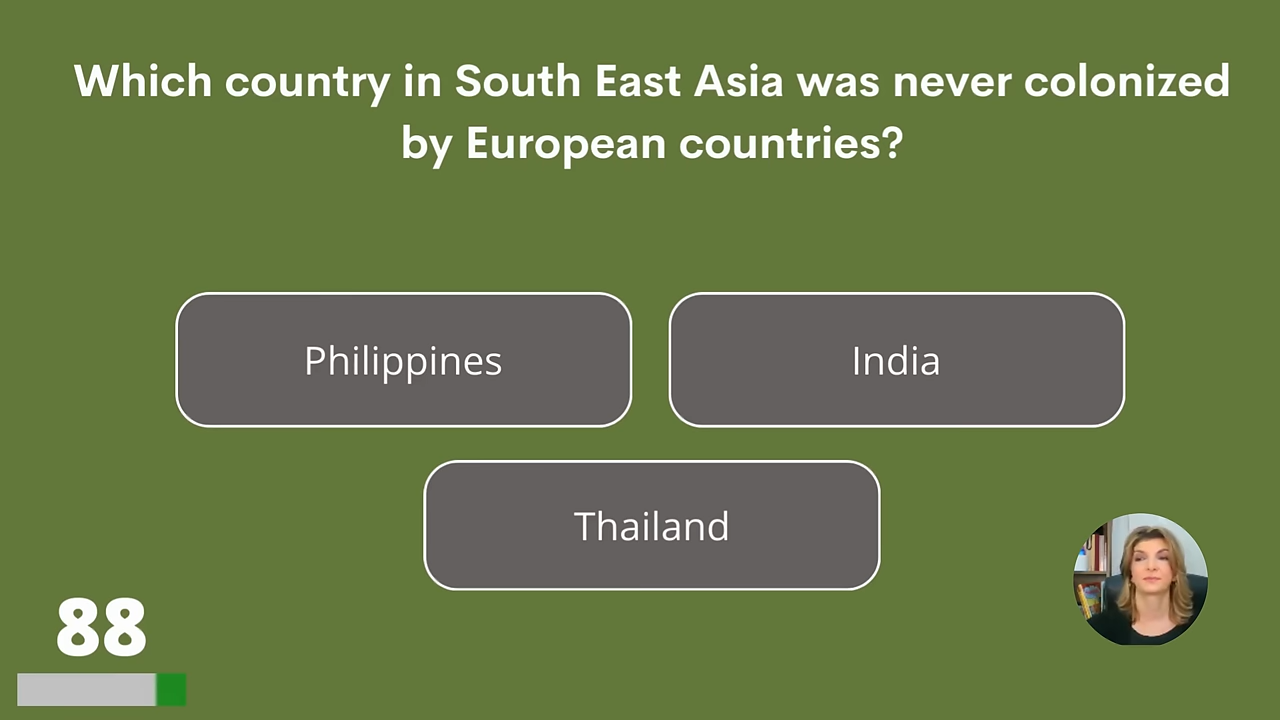 Which country in South East Asia was never colonized
by European countries?
Philippines
India
Thailand
88